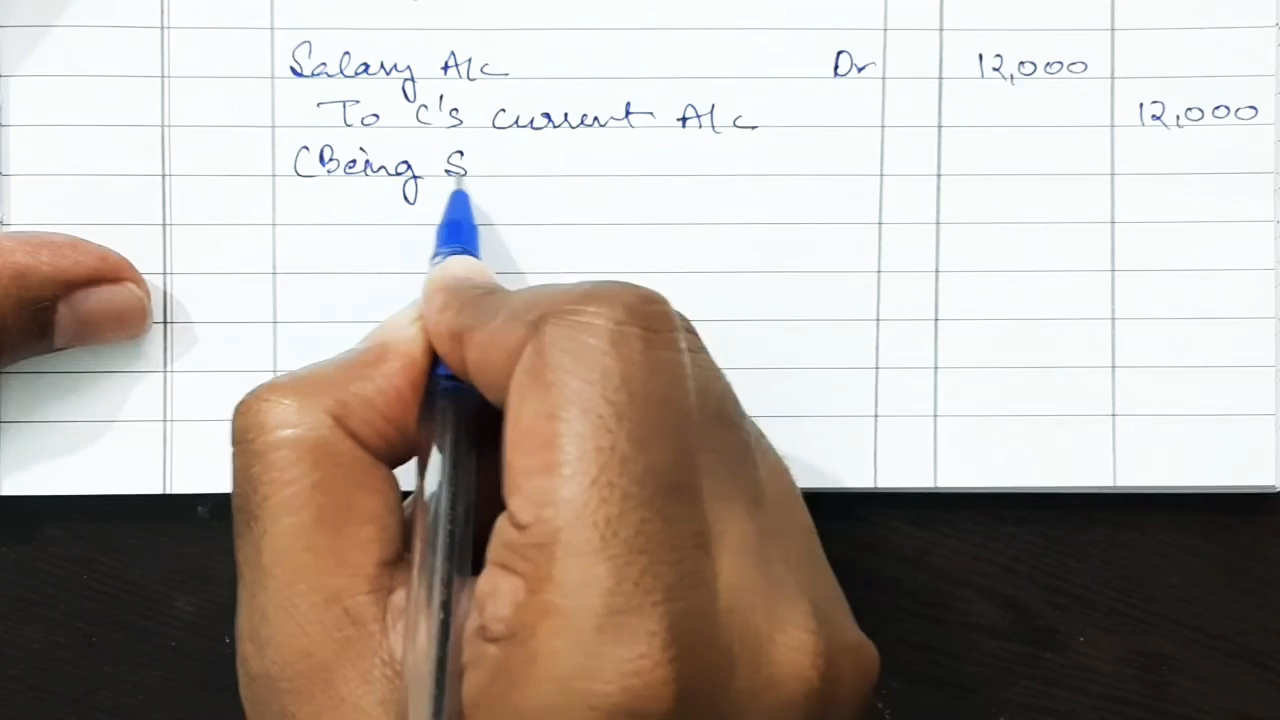 Salary A/c Dr 12,000
To C's current A/c 12,000
(Being S